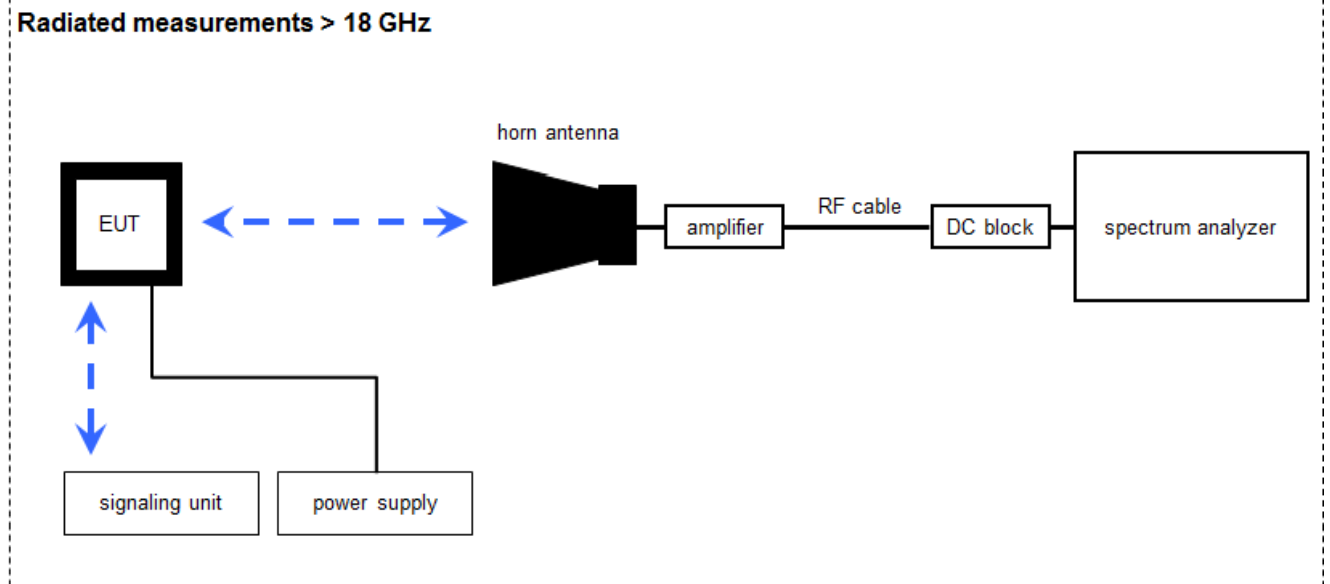 Radiated measurements > 18 GHz
horn antenna
EUT
amplifier
RF cable
DC block
spectrum analyzer
signaling unit
power supply